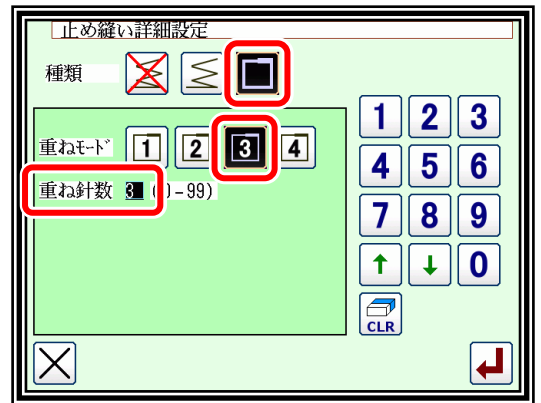 止め縫い詳細設定
種類
重ねﾓｰﾄﾞ 1 2 3 4
重ね針数 3 ( -99)
1 2 3
4 5 6
7 8 9
↑ ↓ 0
CLR